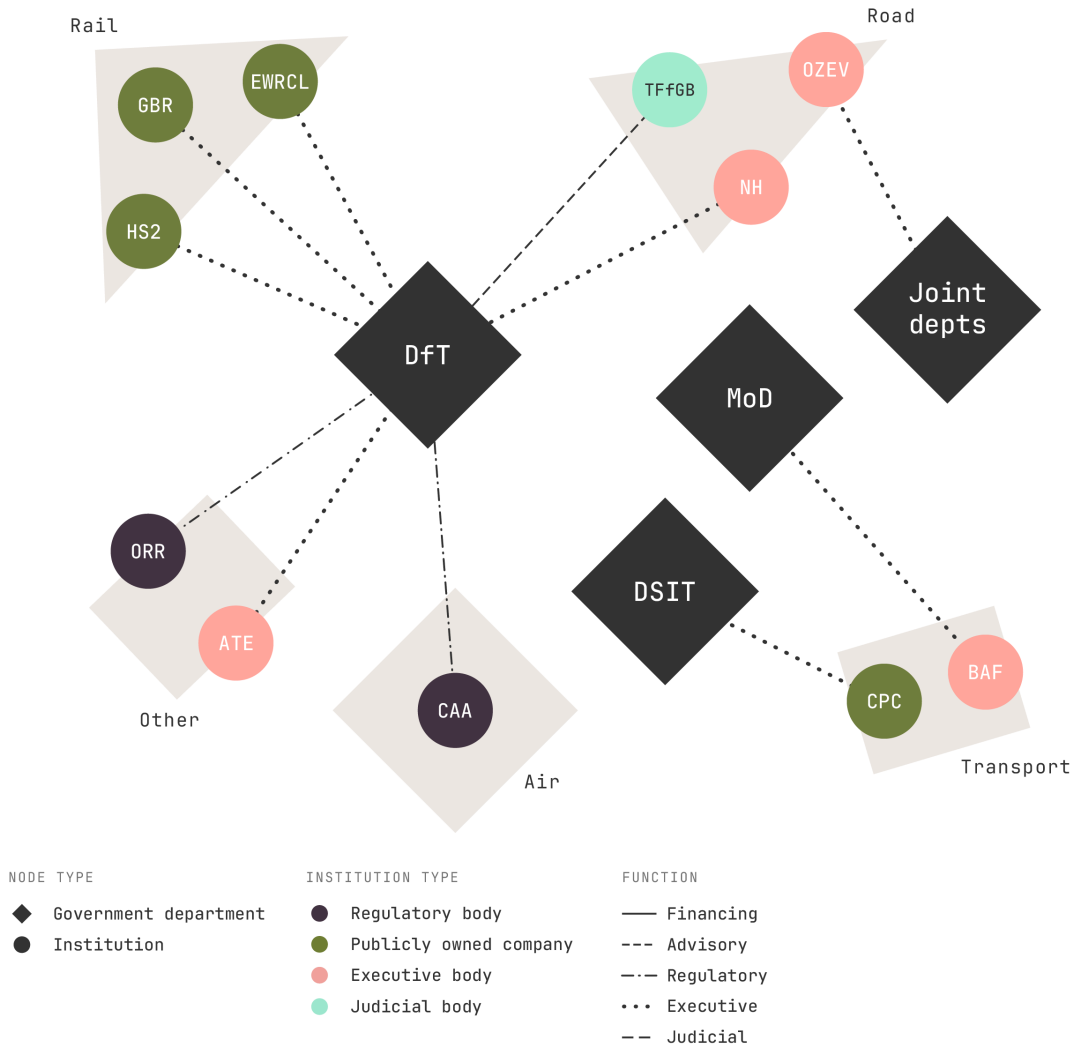 Rail
Road
EWRCL
OZEV
GBR
TFfGB
NH
HS2
Joint
depts
DfT
MoD
ORR
DSIT
ATE
BAF
CPC
CAA
Other
Transport
Air
NODE TYPE
Government department
Institution
INSTITUTION TYPE
Regulatory body
Publicly owned company
Executive body
Judicial body
FUNCTION
Financing
Advisory
Regulatory
Executive
Judicial